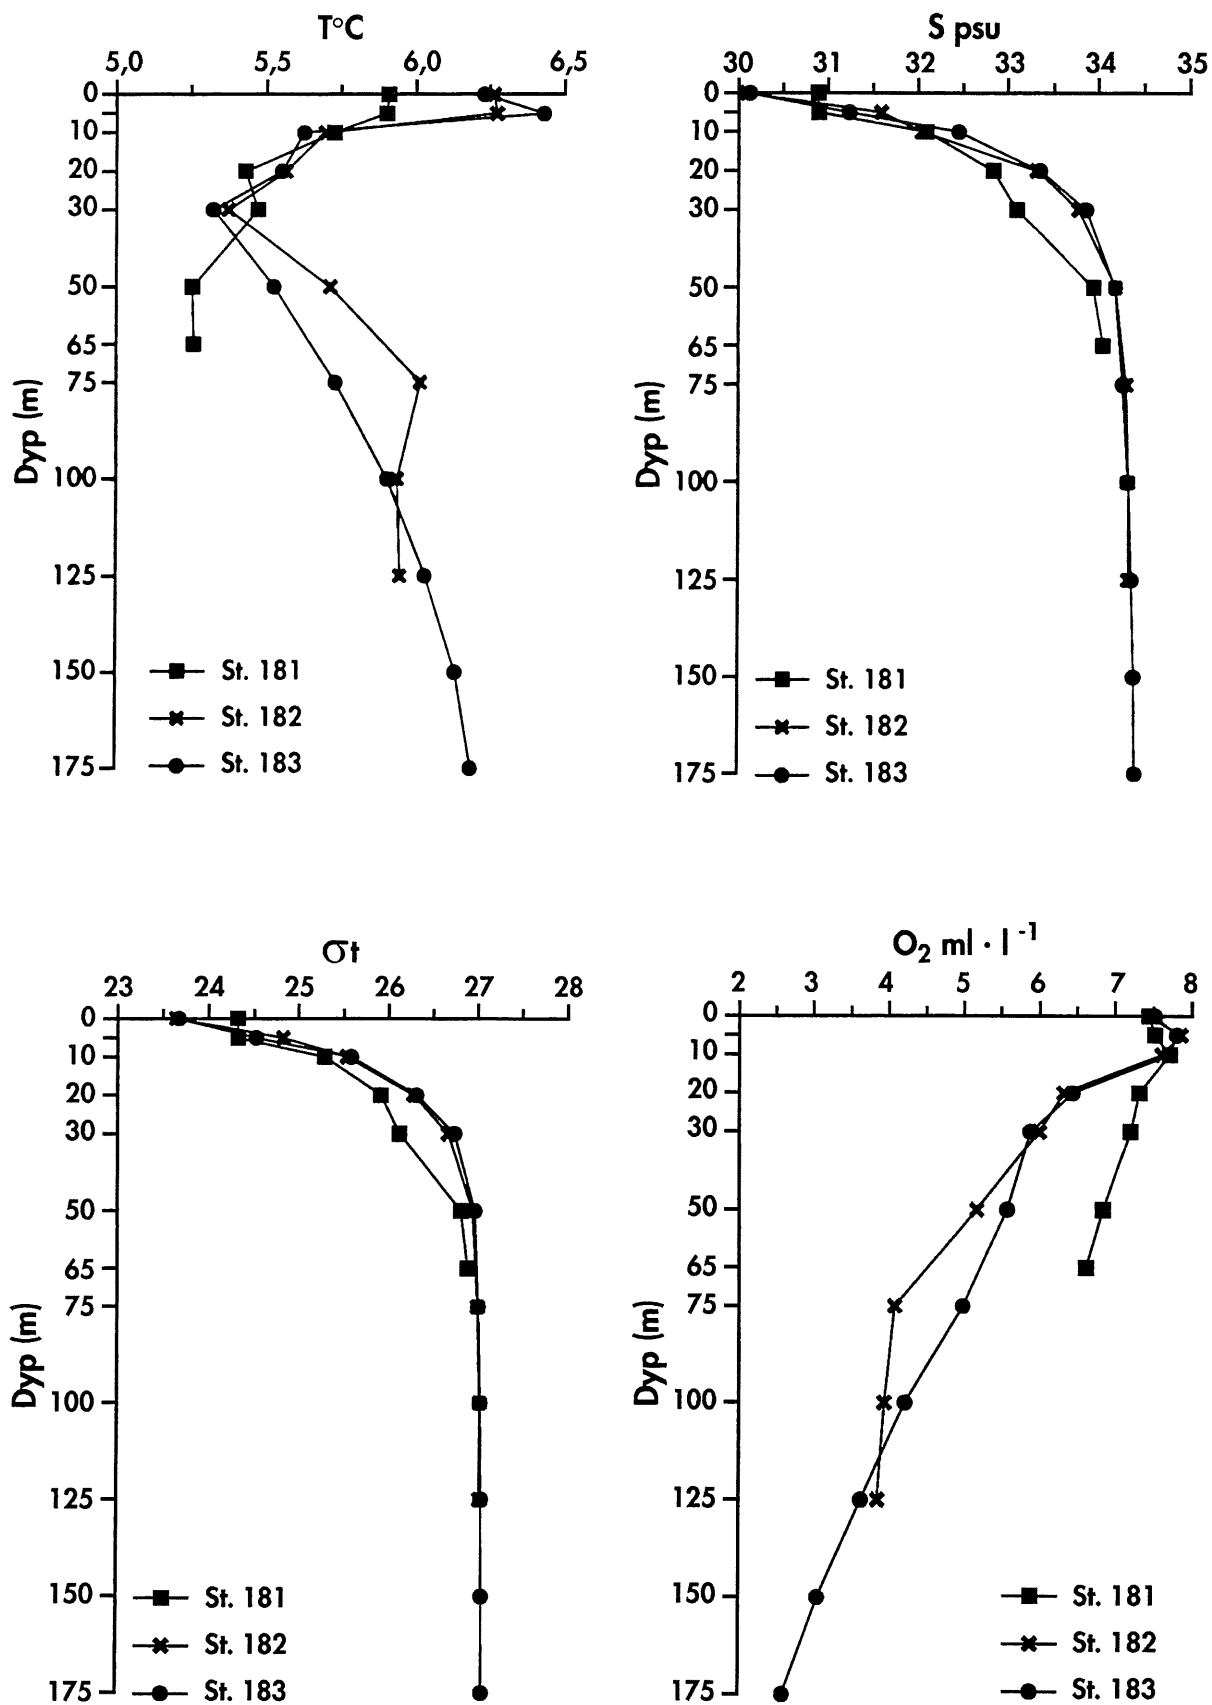 T°C
5,0 5,5 6,0 6,5
0
10
20
30
50
65
75
100
125
150
175
Dyp (m)
St. 181
St. 182
St. 183
S psu
30 31 32 33 34 35
0
10
20
30
50
65
75
100
125
150
175
Dyp (m)
St. 181
St. 182
St. 183
σt
23 24 25 26 27 28
0
10
20
30
50
65
75
100
125
150
175
Dyp (m)
St. 181
St. 182
St. 183
O₂ ml · l⁻¹
2 3 4 5 6 7 8
0
10
20
30
50
65
75
100
125
150
175
Dyp (m)
St. 181
St. 182
St. 183